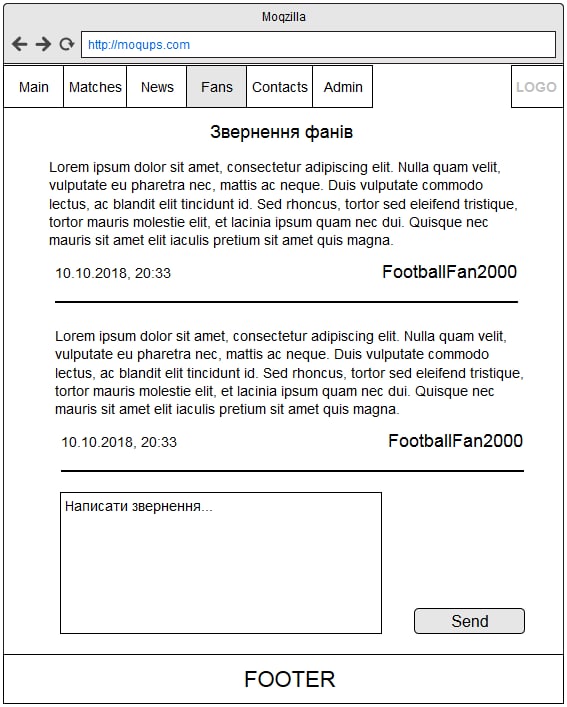 Moqzilla
http://moqups.com
Main Matches News Fans Contacts Admin LOGO
Звернення фанів
Lorem ipsum dolor sit amet, consectetur adipiscing elit. Nulla quam velit,
vulputate eu pharetra nec, mattis ac neque. Duis vulputate commodo
lectus, ac blandit elit tincidunt id. Sed rhoncus, tortor sed eleifend tristique,
tortor mauris molestie elit, et lacinia ipsum quam nec dui. Quisque nec
mauris sit amet elit iaculis pretium sit amet quis magna.
10.10.2018, 20:33 FootballFan2000
Lorem ipsum dolor sit amet, consectetur adipiscing elit. Nulla quam velit,
vulputate eu pharetra nec, mattis ac neque. Duis vulputate commodo
lectus, ac blandit elit tincidunt id. Sed rhoncus, tortor sed eleifend tristique,
tortor mauris molestie elit, et lacinia ipsum quam nec dui. Quisque nec
mauris sit amet elit iaculis pretium sit amet quis magna.
10.10.2018, 20:33 FootballFan2000
Написати звернення...
Send
FOOTER